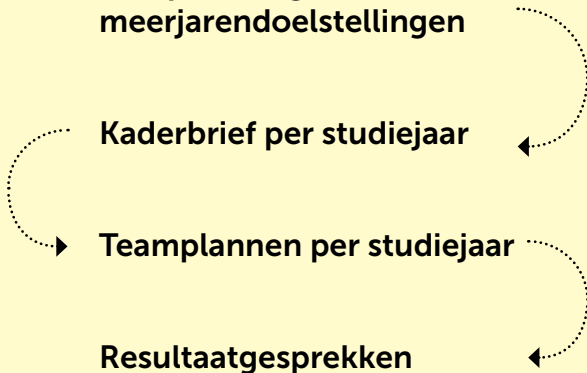 meerjarendoelstellingen
Kaderbrief per studiejaar
Teamplannen per studiejaar
Resultaatgesprekken